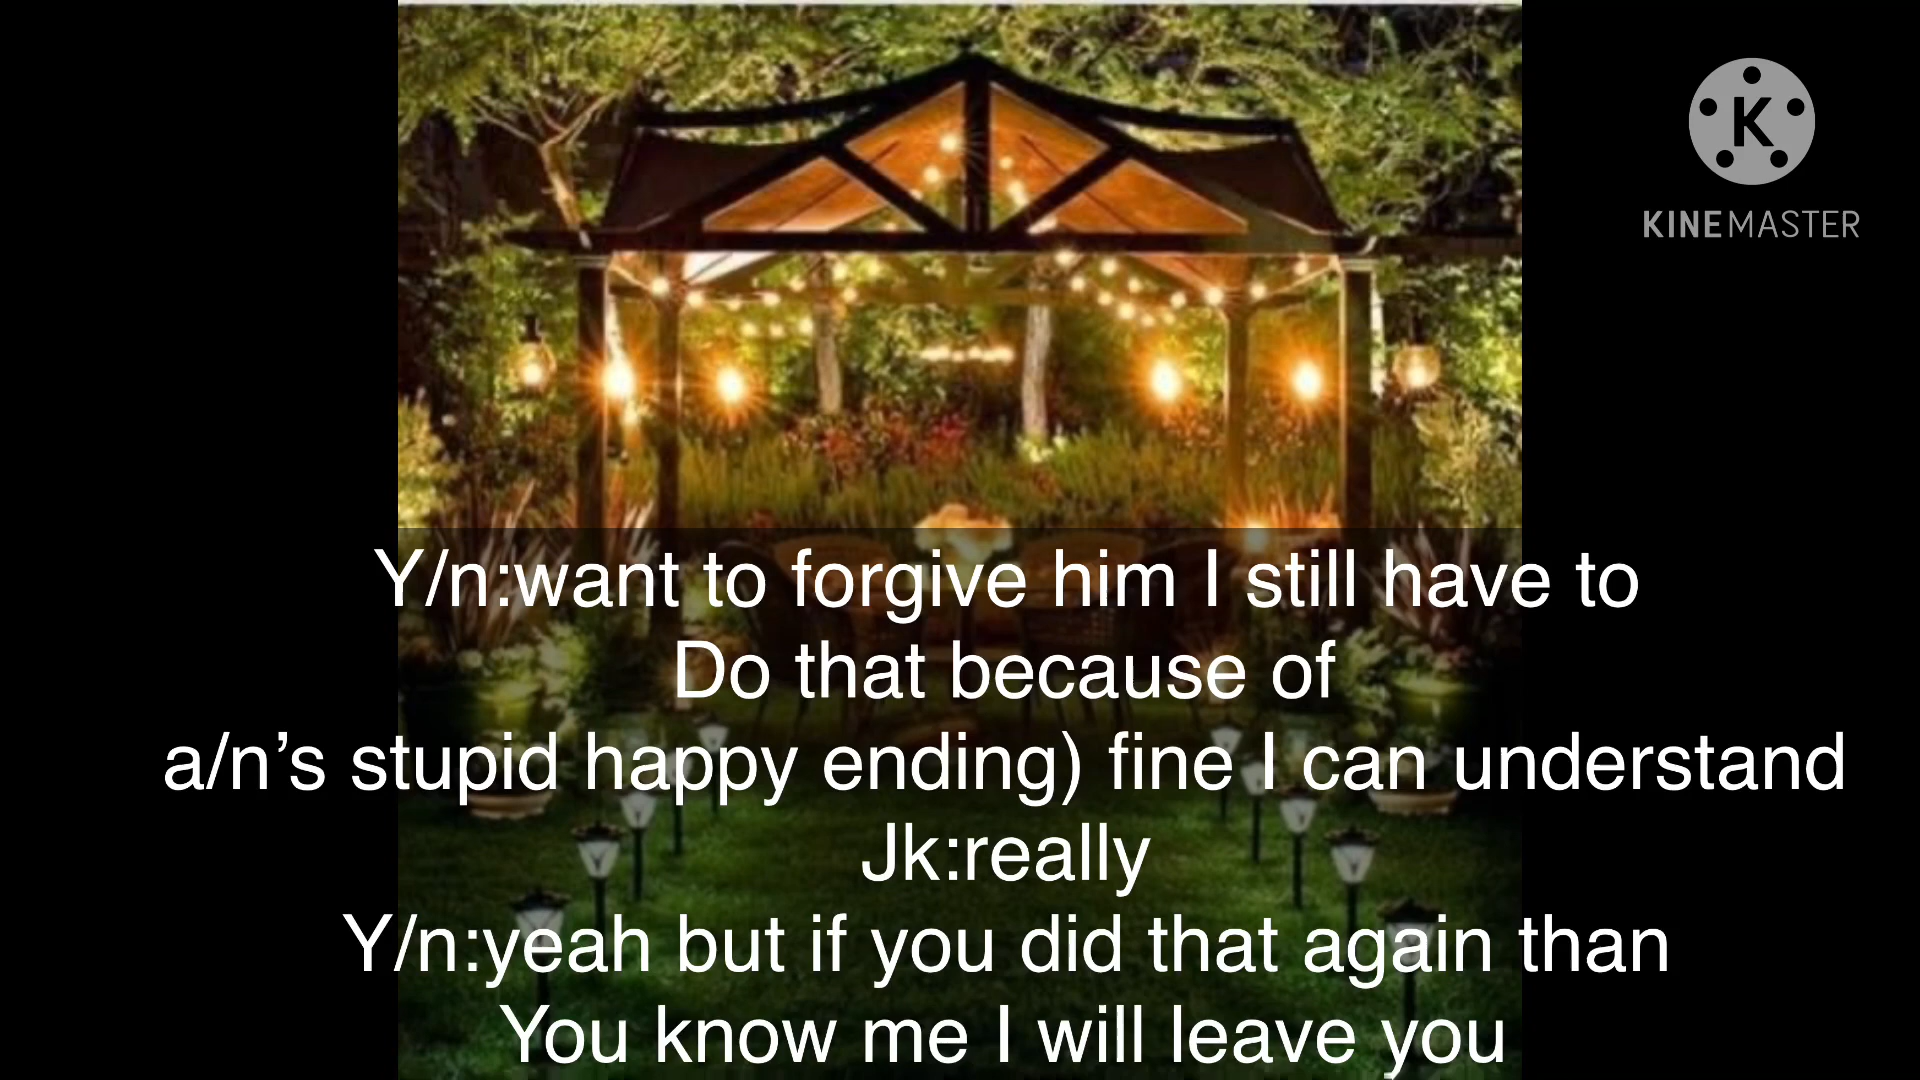 K
KINEMASTER
Y/n:want to forgive him I still have to
Do that because of
a/n’s stupid happy ending) fine I can understand
Jk:really
Y/n:yeah but if you did that again than
You know me I will leave you